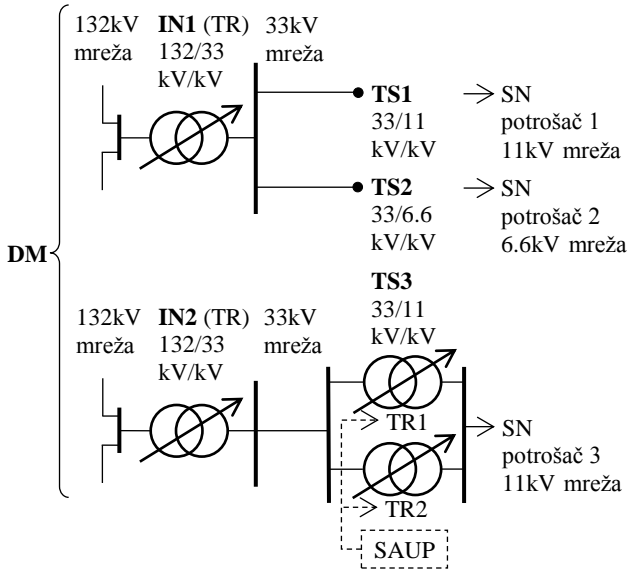 132kV
mreža
IN1 (TR)
132/33
kV/kV
33kV
mreža
TS1
33/11
kV/kV
SN
potrošač 1
11kV mreža
TS2
33/6.6
kV/kV
SN
potrošač 2
6.6kV mreža
DM
132kV
mreža
IN2 (TR)
132/33
kV/kV
33kV
mreža
TS3
33/11
kV/kV
TR1
TR2
SN
potrošač 3
11kV mreža
SAUP